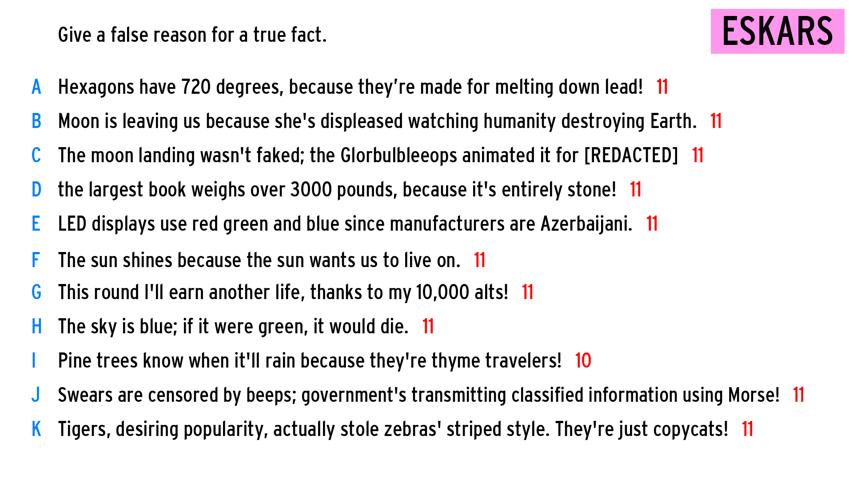 ESKARS
Give a false reason for a true fact.
A Hexagons have 720 degrees, because they're made for melting down lead! 11
B Moon is leaving us because she's displeased watching humanity destroying Earth. 11
C The moon landing wasn't faked; the Glorbulbleeops animated it for [REDACTED] 11
D the largest book weighs over 3000 pounds, because it's entirely stone! 11
E LED displays use red green and blue since manufacturers are Azerbaijani. 11
F The sun shines because the sun wants us to live on. 11
G This round I'll earn another life, thanks to my 10,000 alts! 11
H The sky is blue; if it were green, it would die. 11
I Pine trees know when it'll rain because they're thyme travelers! 10
J Swears are censored by beeps; government's transmitting classified information using Morse! 11
K Tigers, desiring popularity, actually stole zebras' striped style. They're just copycats! 11